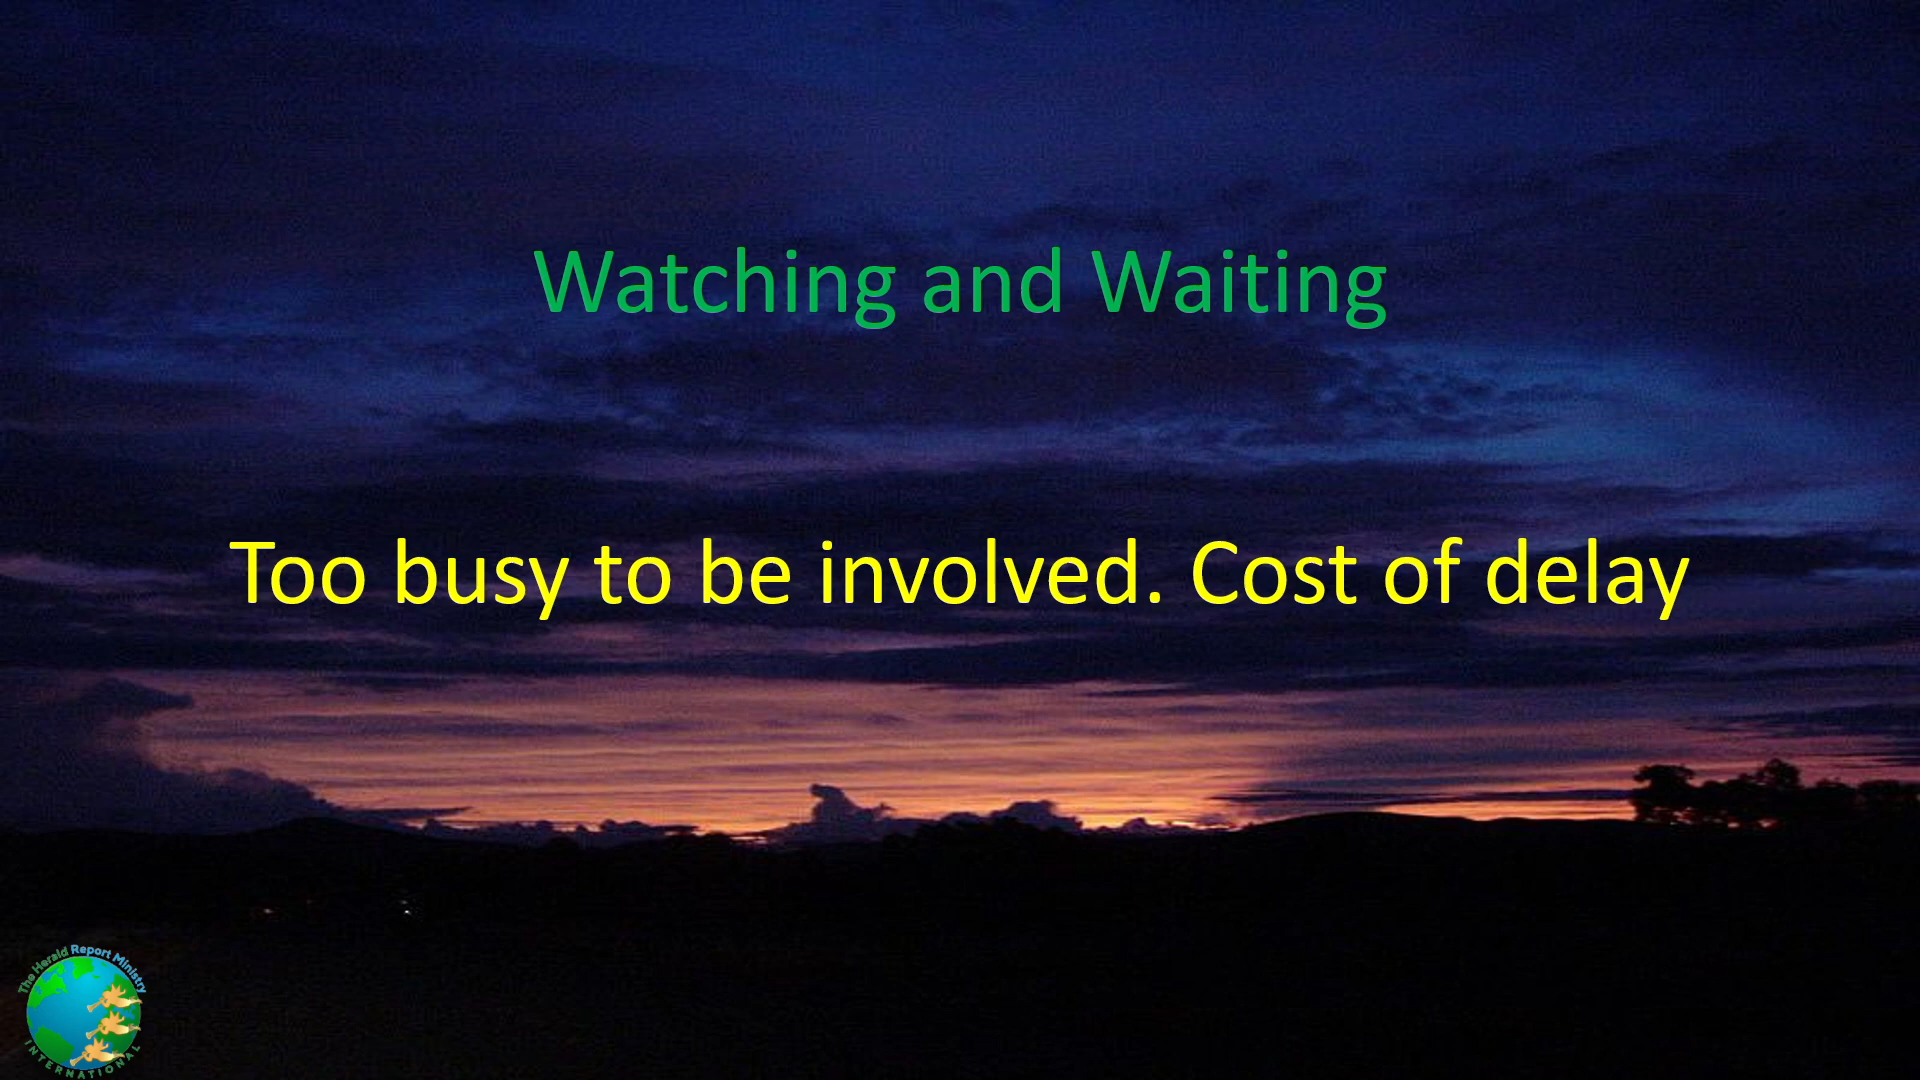 Watching and Waiting
Too busy to be involved. Cost of delay
The Herald Report Ministry
INTERNATIONAL